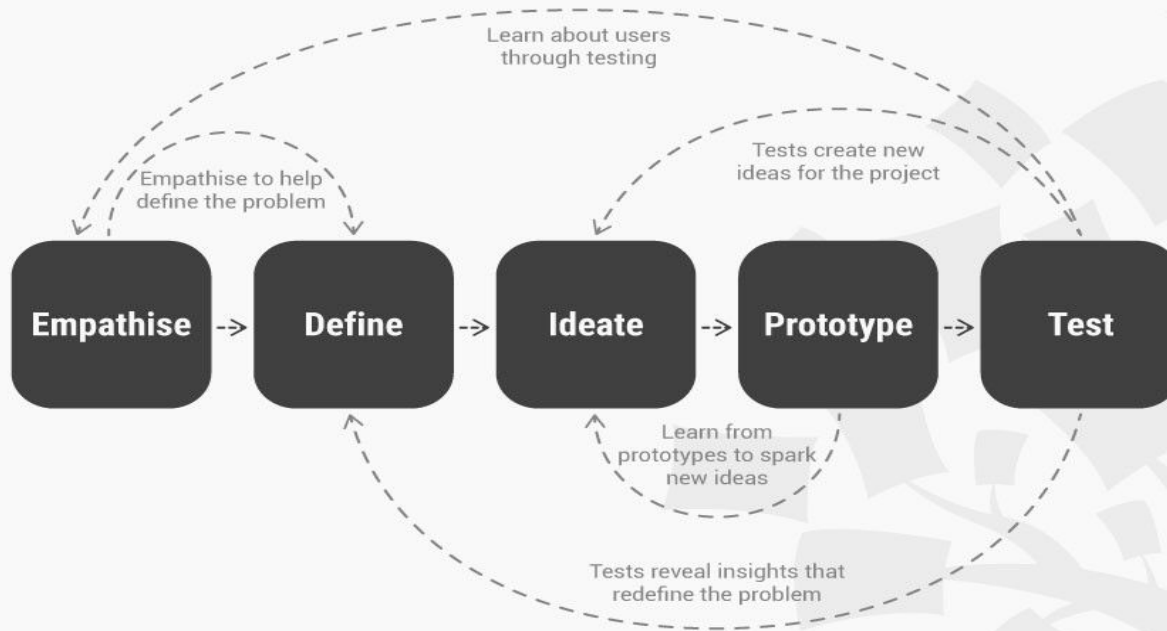 Learn about users
through testing
Tests create new
ideas for the project
Empathise to help
define the problem
Empathise
Define
Ideate
Prototype
Test
Learn from
prototypes to spark
new ideas
Tests reveal insights that
redefine the problem